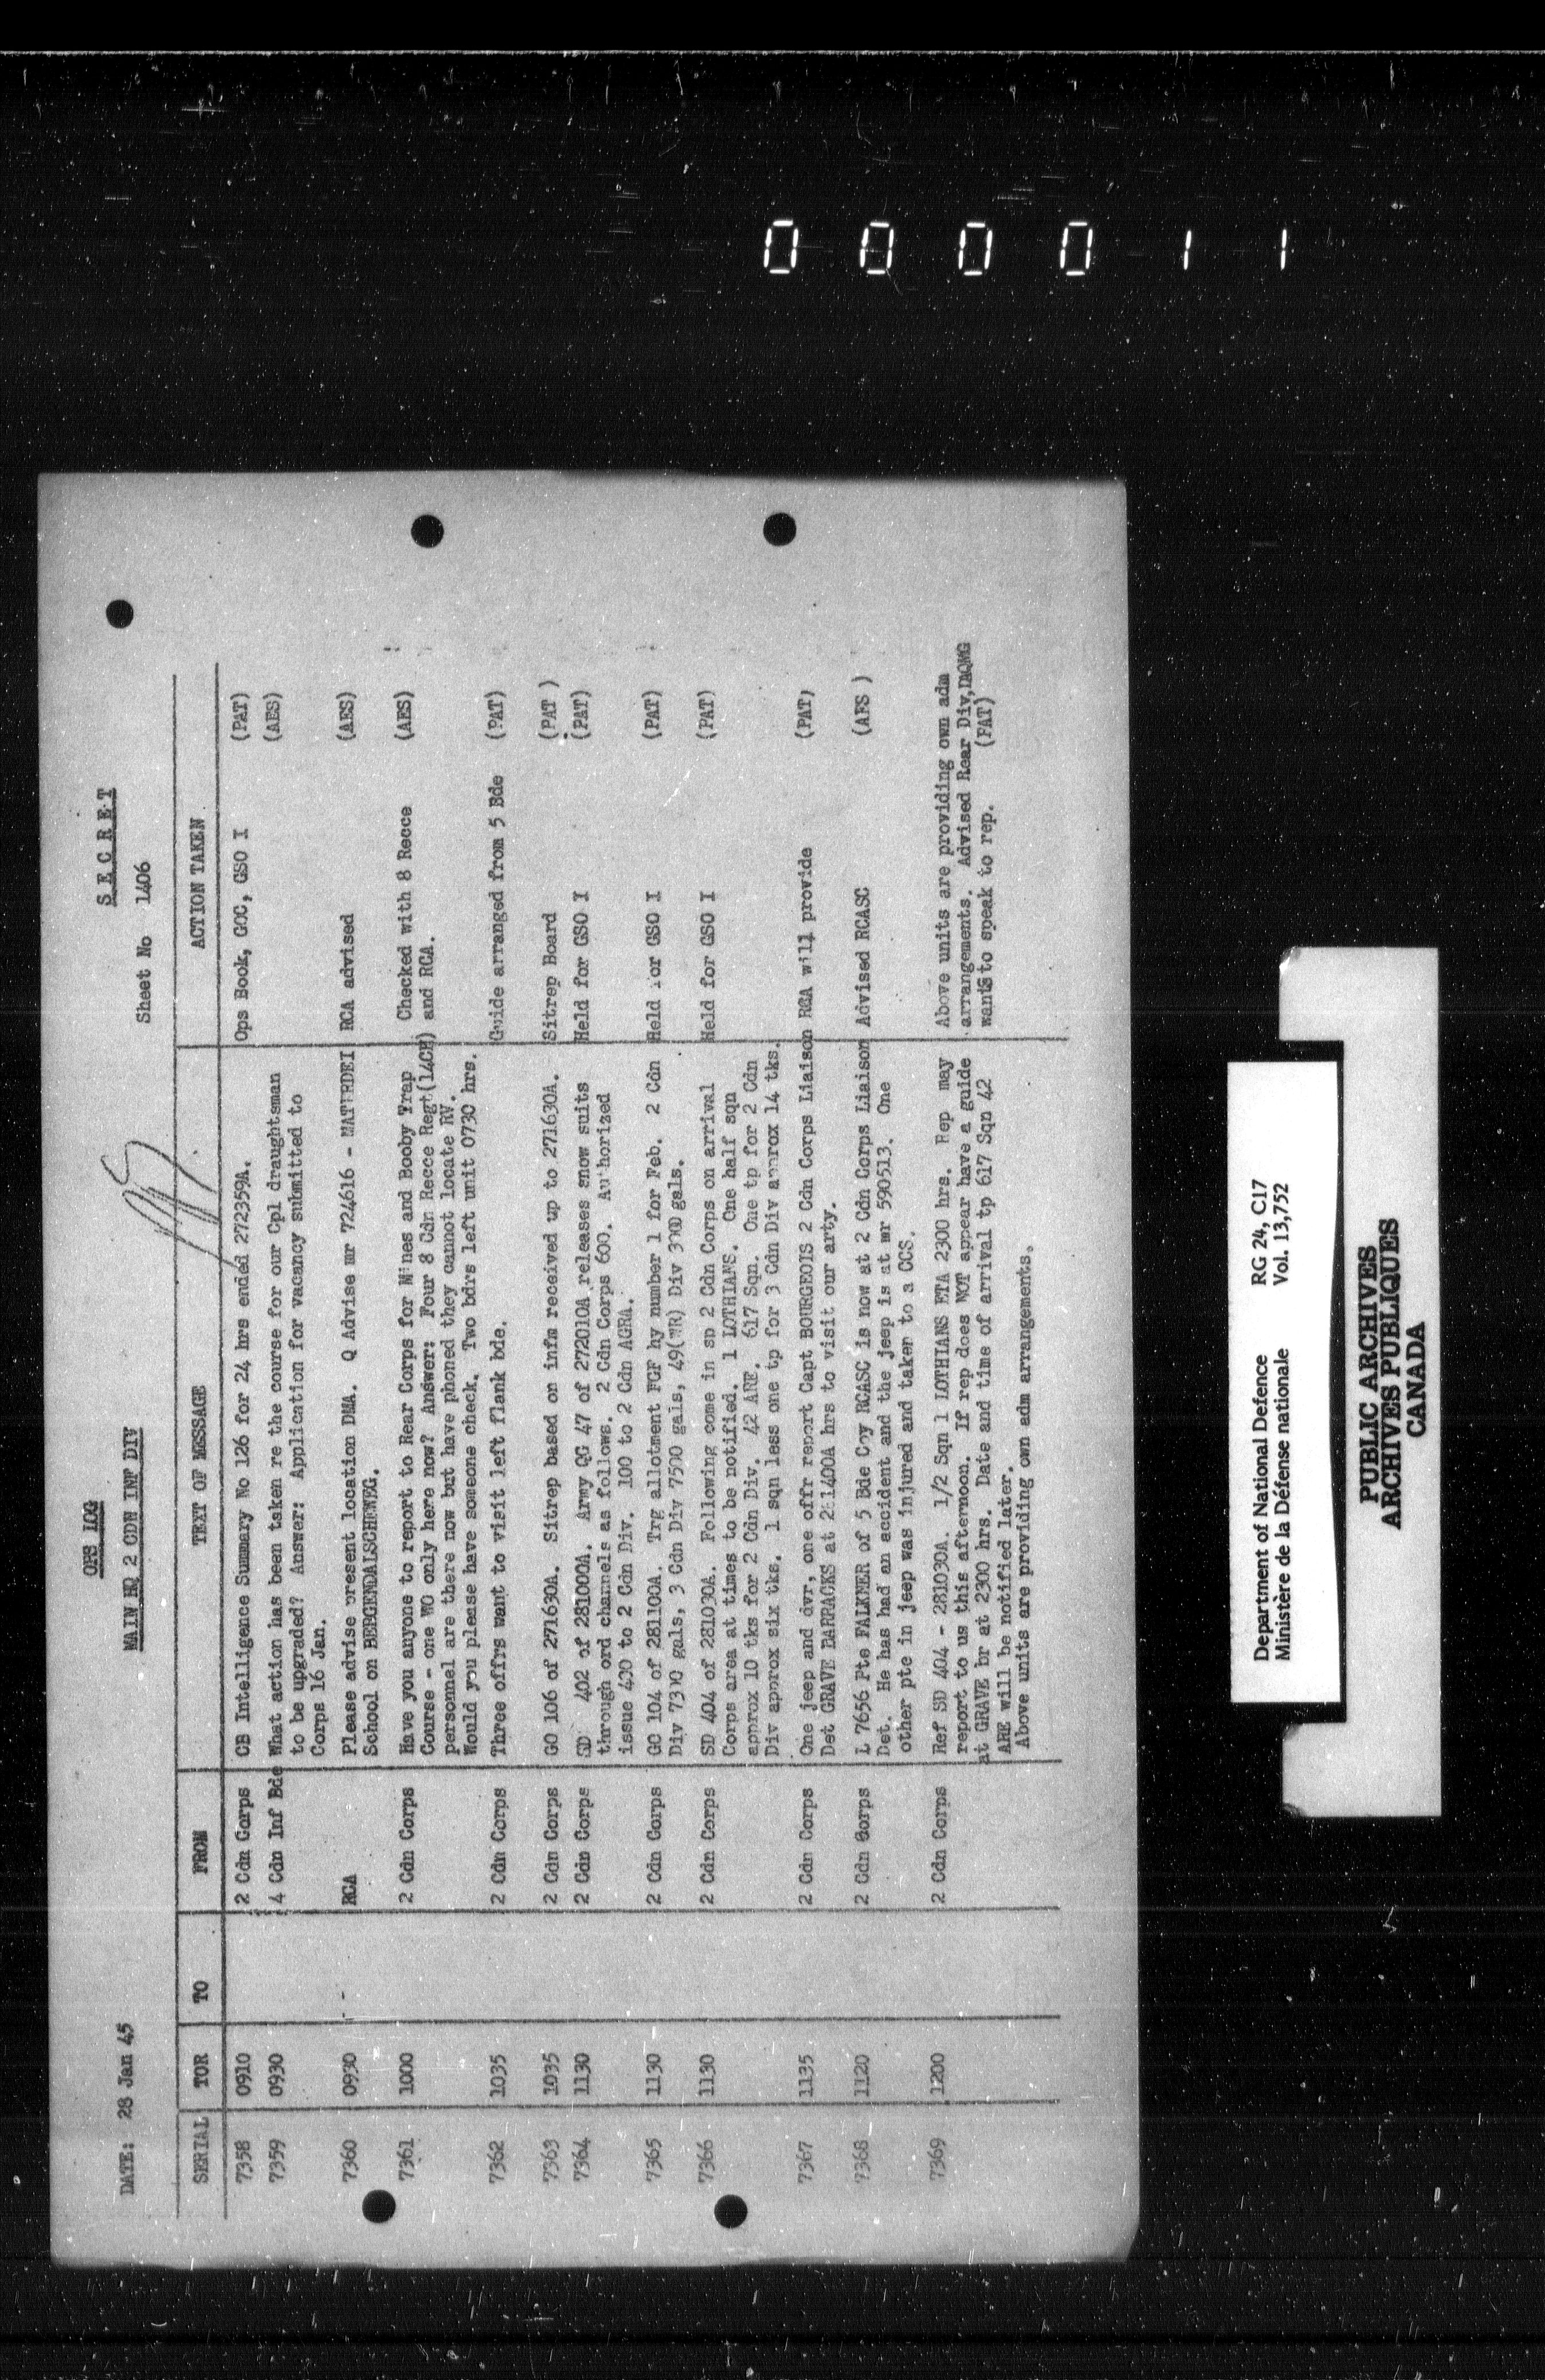 000011
OPS LOG
SECRET
MAIN HQ 2 CDN INF DIV
DATE: 28 Jan 45
Sheet No 1406
SERIAL TOR TO FROM TEXT OF MESSAGE ACTION TAKEN
7358 0910 2 Cdn Corps CB Intelligence Summary No 126 for 24 hrs ended 272359A. Ops Book, GOC, GSO I (PAT)
7359 0930 4 Cdn Inf Bde What action has been taken re the course for our Cpl draughtsman (AES)
to be upgraded? Answer: Application for vacancy submitted to
Corps 16 Jan.
7360 0930 RCA Please advise present location DMA. Q Advise mr 724616 - MATERDEI RCA advised (AES)
School on BERGENDALSCHEWEG.
7361 1000 2 Cdn Corps Have you anyone to report to Rear Corps for Mines and Booby Trap Checked with 8 Recce (AES)
Course - one WO only here now? Answer: Four 8 Cdn Recce Regt(14CH) and RCA.
personnel are there now but have phoned they cannot locate RV.
Would you please have someone check. Two bdrs left unit 0730 hrs.
7362 1035 2 Cdn Corps Three offrs want to visit left flank bde. Guide arranged from 5 Bde (PAT)
7363 1035 2 Cdn Corps GO 106 of 271630A. Sitrep based on infm received up to 271630A. Sitrep Board (PAT )
7364 1130 2 Cdn Corps 402 of 281000A. Army QG 47 of 272010A releases snow suits Held for GSO I (PAT)
through ord channels as follows. 2 Cdn Corps 600. Authorized
issue 400 to 2 Cdn Div. 100 to 2 Cdn AGRA.
7365 1130 2 Cdn Corps GO 104 of 281100A. Trg allotment FGF by number 1 for Feb. 2 Cdn Held for GSO I (PAT)
Div 7300 gals, 3 Cdn Div 7500 gals, 49(WR) Div 3000 gals.
7366 1130 2 Cdn Corps SD 404 of 281030A. Following come in sp 2 Cdn Corps on arrival Held for GSO I (PAT)
Corps area at times to be notified. 1 LOTHIANS. One half sqn
approx 10 tks for 2 Cdn Div. 42 ARE. 617 Sqn. One tp for 2 Cdn
Div approx six tks. 1 sqn less one tp for 3 Cdn Div approx 14 tks.
7367 1135 2 Cdn Corps One jeep and dvr, one offr report Capt BOURGEOIS 2 Cdn Corps Liaison RCA will provide (PAT)
Det GRAVE BARRACKS at 281400A hrs to visit our arty.
7368 1120 2 Cdn Corps L 7656 Pte FALKNER of 5 Bde Coy RCASC is now at 2 Cdn Corps Liaison Advised RCASC (AES )
Det. He has had an accident and the jeep is at mr 590513. One
other pte in jeep was injured and taken to a CCS.
7369 1200 2 Cdn Corps Ref SD 404 - 281030A. 1/2 Sqn 1 LOTHIANS ETA 2300 hrs. Rep may Above units are providing own adm
report to us this afternoon. If rep does NOT appear have a guide arrangements. Advised Rear Div, DAQMG
at GRAVE br at 2300 hrs. Date and time of arrival tp 617 Sqn 42 wants to speak to rep. (PAT)
ARE will be notified later.
Above units are providing own adm arrangements.
Department of National Defence RG 24, C17
Ministère de la Défense nationale Vol. 13,752
PUBLIC ARCHIVES
ARCHIVES PUBLIQUES
CANADA